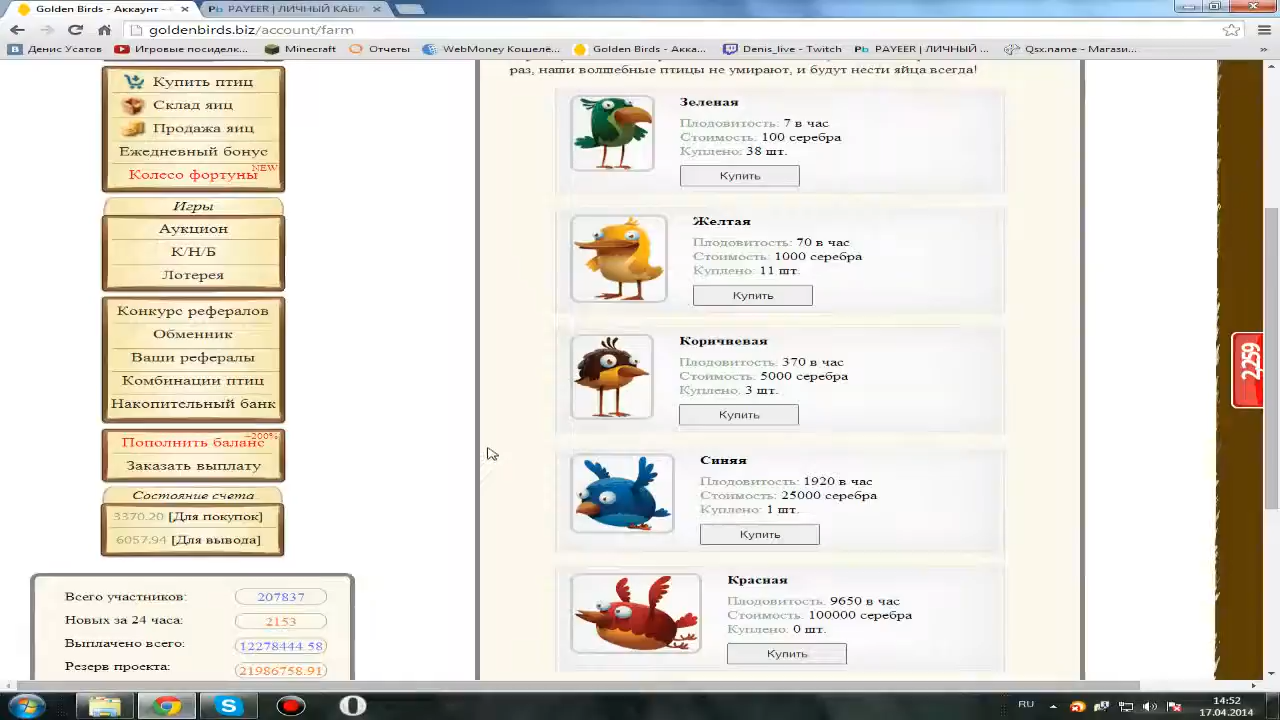 Golden Birds - Аккаунт -
PAYEER | ЛИЧНЫЙ КАБИ
goldenbirds.biz/account/farm
Денис Усатов
Игровые посиделк...
Minecraft
Отчеты
WebMoney Кошелё...
Golden Birds - Акка...
Denis_live - Twitch
PAYEER | ЛИЧНЫЙ ...
Qsx.name - Магази...
раз, наши волшебные птицы не умирают, и будут нести яйца всегда!
Купить птиц
Склад яиц
Продажа яиц
Ежедневный бонус
Колесо фортуны NEW
Игры
Аукцион
К/Н/Б
Лотерея
Конкурс рефералов
Обменник
Ваши рефералы
Комбинации птиц
Накопительный банк
Пополнить баланс +200%
Заказать выплату
Состояние счета
3370.20 [Для покупок]
6057.94 [Для вывода]
Всего участников: 207837
Новых за 24 часа: 2153
Выплачено всего: 12278444.58
Резерв проекта: 21986758.91
Зеленая
Плодовитость: 7 в час
Стоимость: 100 серебра
Куплено: 38 шт.
Купить
Желтая
Плодовитость: 70 в час
Стоимость: 1000 серебра
Куплено: 11 шт.
Купить
Коричневая
Плодовитость: 370 в час
Стоимость: 5000 серебра
Куплено: 3 шт.
Купить
Синяя
Плодовитость: 1920 в час
Стоимость: 25000 серебра
Куплено: 1 шт.
Купить
Красная
Плодовитость: 9650 в час
Стоимость: 100000 серебра
Куплено: 0 шт.
Купить
2259
RU
14:52
17.04.2014